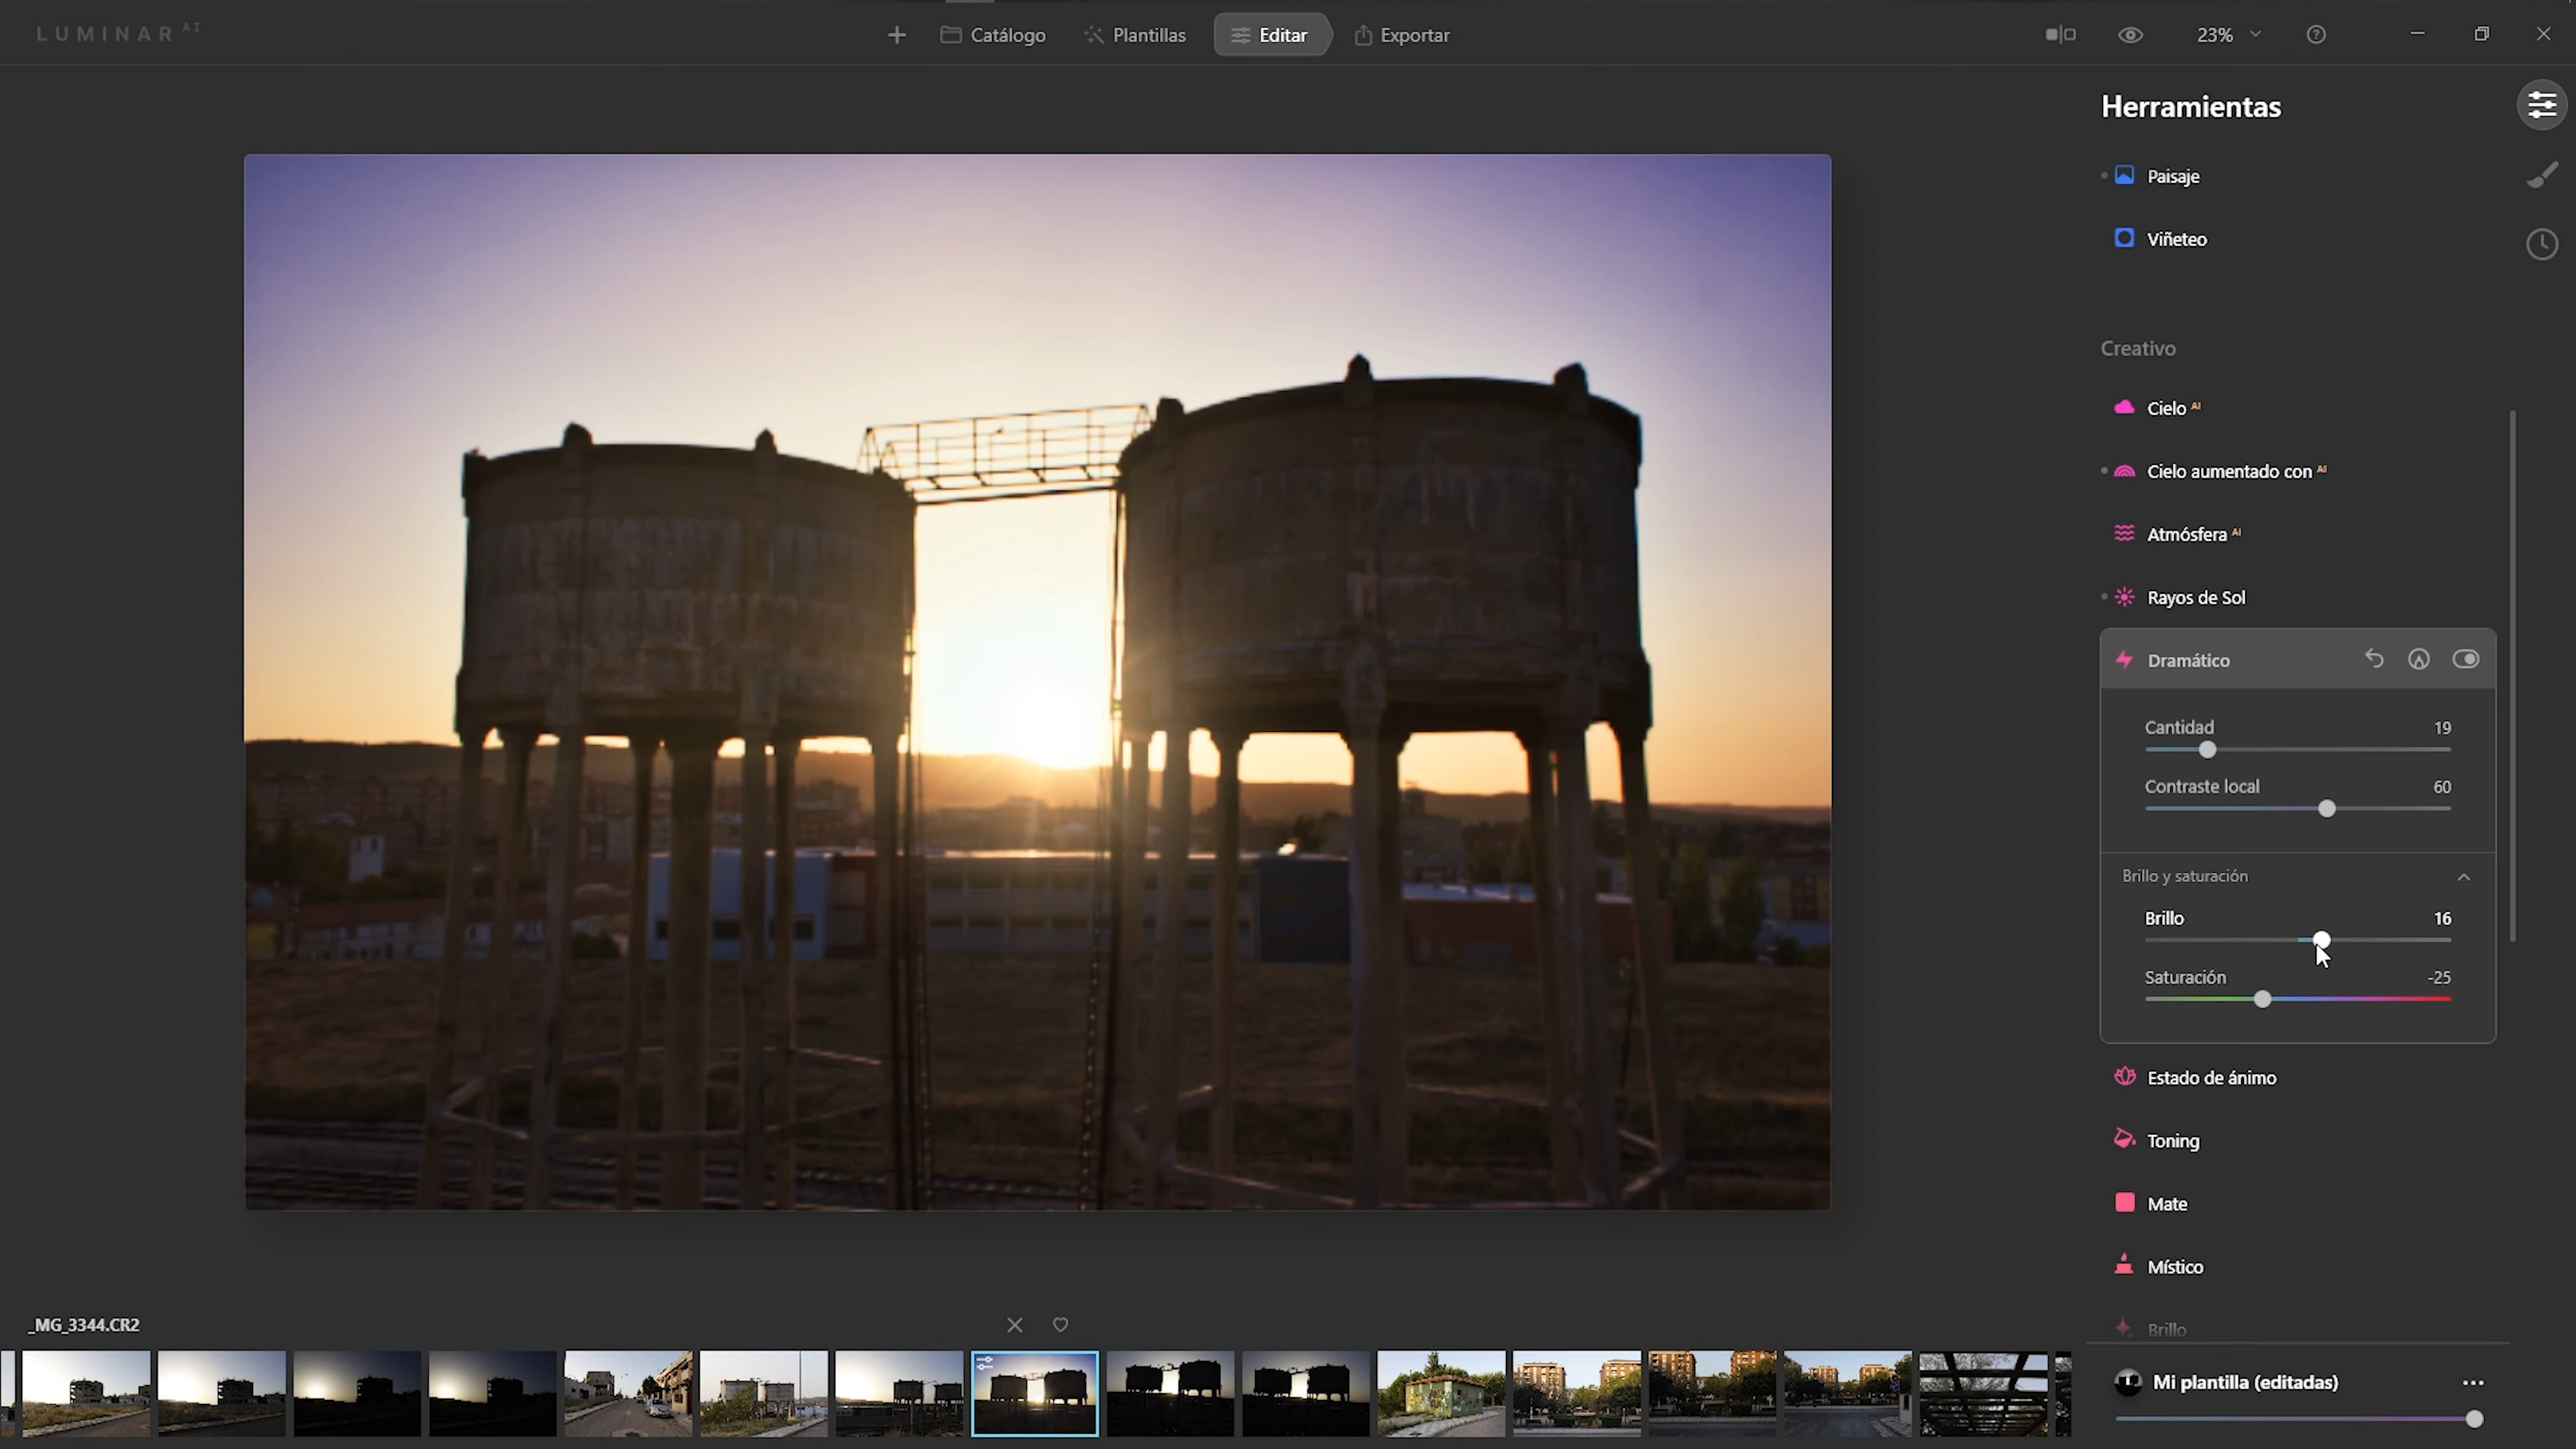 LUMINAR AI
Catálogo
Plantillas
Editar
Exportar
23%
Herramientas
Paisaje
Viñeteo
Creativo
Cielo AI
Cielo aumentado con AI
Atmósfera AI
Rayos de Sol
Dramático
Cantidad 19
Contraste local 60
Brillo y saturación
Brillo 16
Saturación -25
Estado de ánimo
Toning
Mate
Místico
Brillo
_MG_3344.CR2
Mi plantilla (editadas)